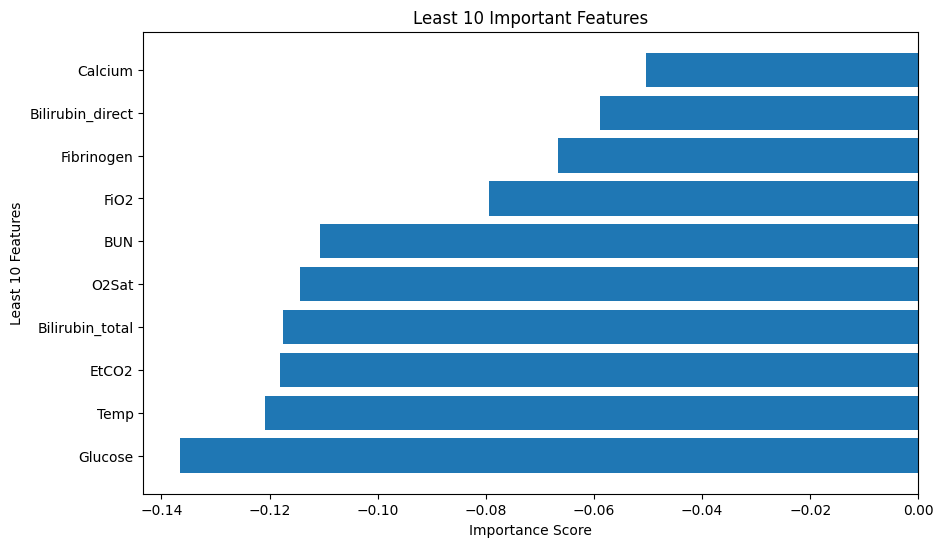 Least 10 Important Features
Least 10 Features
Calcium
Bilirubin_direct
Fibrinogen
FiO2
BUN
O2Sat
Bilirubin_total
EtCO2
Temp
Glucose
−0.14 −0.12 −0.10 −0.08 −0.06 −0.04 −0.02 0.00
Importance Score